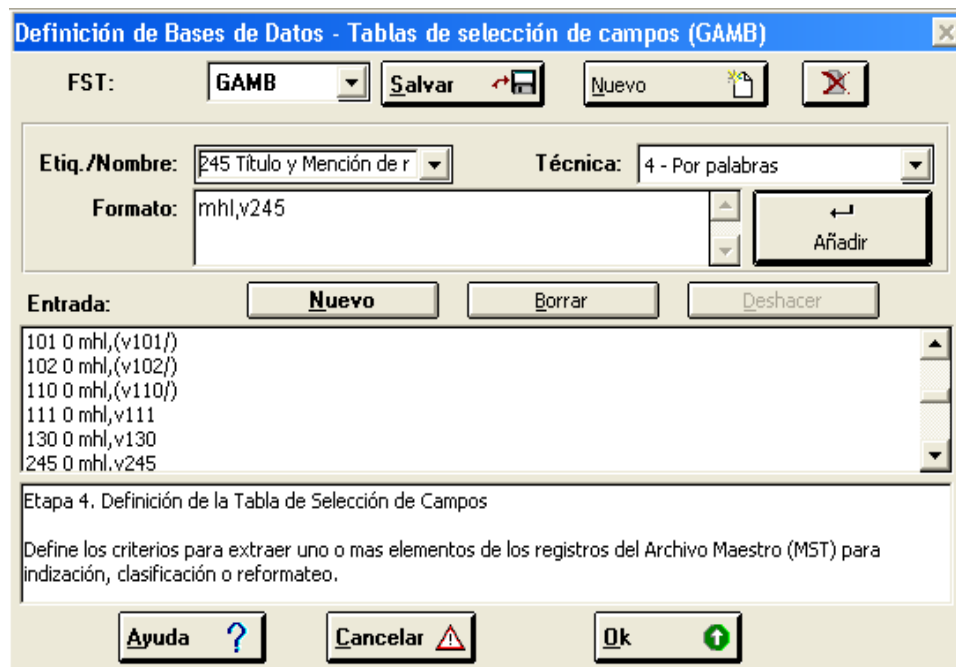 Definición de Bases de Datos - Tablas de selección de campos (GAMB)
FST: GAMB Salvar Nuevo
Etiq./Nombre: 245 Título y Mención de r Técnica: 4 - Por palabras
Formato: mhl,v245
Añadir
Entrada: Nuevo Borrar Deshacer
101 0 mhl,(v101/)
102 0 mhl,(v102/)
110 0 mhl,(v110/)
111 0 mhl,v111
130 0 mhl,v130
245 0 mhl.v245
Etapa 4. Definición de la Tabla de Selección de Campos
Define los criterios para extraer uno o mas elementos de los registros del Archivo Maestro (MST) para
indización, clasificación o reformateo.
Ayuda ? Cancelar Ok